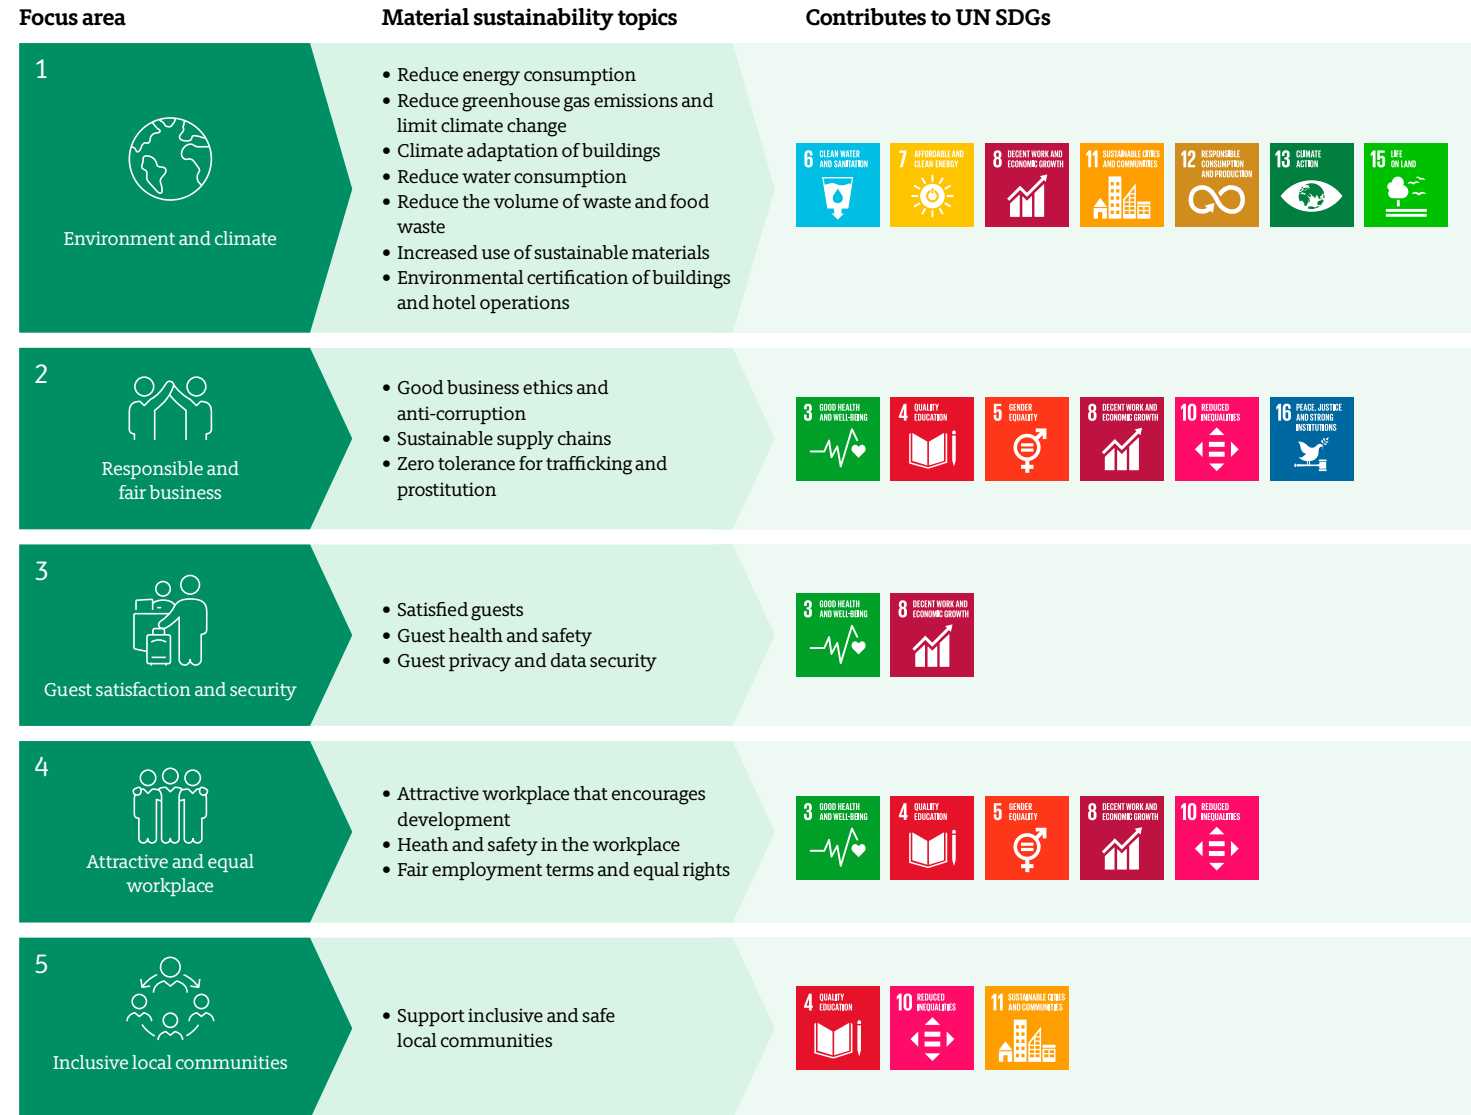 Focus area
Material sustainability topics
Contributes to UN SDGs
1
Environment and climate
• Reduce energy consumption
• Reduce greenhouse gas emissions and
limit climate change
• Climate adaptation of buildings
• Reduce water consumption
• Reduce the volume of waste and food
waste
• Increased use of sustainable materials
• Environmental certification of buildings
and hotel operations
6 CLEAN WATER
AND SANITATION
7 AFFORDABLE AND
CLEAN ENERGY
8 DECENT WORK AND
ECONOMIC GROWTH
11 SUSTAINABLE CITIES
AND COMMUNITIES
12 RESPONSIBLE
CONSUMPTION
AND PRODUCTION
13 CLIMATE
ACTION
15 LIFE
ON LAND
2
Responsible and
fair business
• Good business ethics and
anti-corruption
• Sustainable supply chains
• Zero tolerance for trafficking and
prostitution
3 GOOD HEALTH
AND WELL-BEING
4 QUALITY
EDUCATION
5 GENDER
EQUALITY
8 DECENT WORK AND
ECONOMIC GROWTH
10 REDUCED
INEQUALITIES
16 PEACE, JUSTICE
AND STRONG
INSTITUTIONS
3
Guest satisfaction and security
• Satisfied guests
• Guest health and safety
• Guest privacy and data security
3 GOOD HEALTH
AND WELL-BEING
8 DECENT WORK AND
ECONOMIC GROWTH
4
Attractive and equal
workplace
• Attractive workplace that encourages
development
• Heath and safety in the workplace
• Fair employment terms and equal rights
3 GOOD HEALTH
AND WELL-BEING
4 QUALITY
EDUCATION
5 GENDER
EQUALITY
8 DECENT WORK AND
ECONOMIC GROWTH
10 REDUCED
INEQUALITIES
5
Inclusive local communities
• Support inclusive and safe
local communities
4 QUALITY
EDUCATION
10 REDUCED
INEQUALITIES
11 SUSTAINABLE CITIES
AND COMMUNITIES